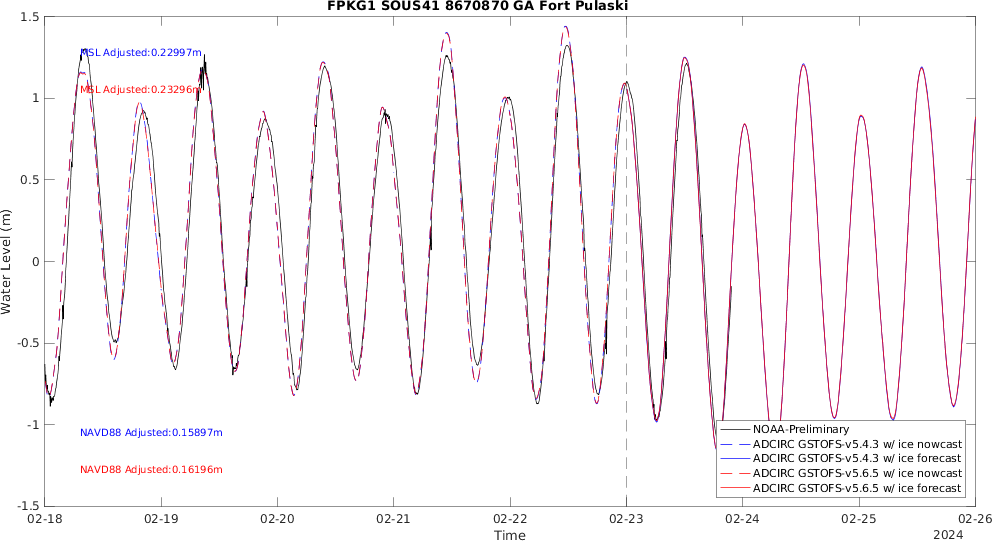 FPKG1 SOUS41 8670870 GA Fort Pulaski
1.5
MSL Adjusted:0.22997m
MSL Adjusted:0.23296m
1
0.5
0
Water Level (m)
-0.5
-1
NAVD88 Adjusted:0.15897m
NAVD88 Adjusted:0.16196m
NOAA-Preliminary
ADCIRC GSTOFS-v5.4.3 w/ ice nowcast
ADCIRC GSTOFS-v5.4.3 w/ ice forecast
ADCIRC GSTOFS-v5.6.5 w/ ice nowcast
ADCIRC GSTOFS-v5.6.5 w/ ice forecast
-1.5
02-18 02-19 02-20 02-21 02-22 02-23 02-24 02-25 02-26
Time
2024